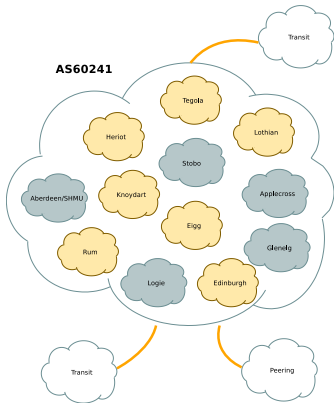 Transit
AS60241
Tegola
Heriot
Lothian
Stobo
Aberdeen/SHMU
Knoydart
Applecross
Eigg
Rum
Glenelg
Logie
Edinburgh
Transit
Peering